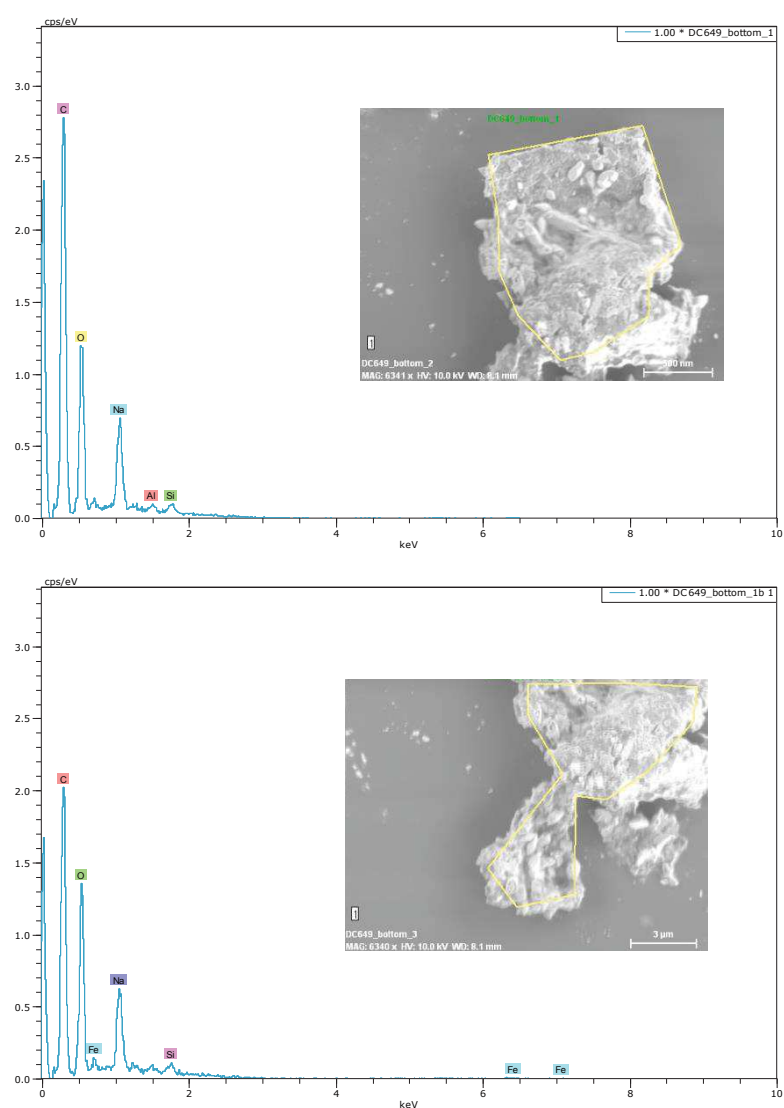 cps/eV
1.00 * DC649_bottom_1
3.0
C
2.5
DC649_bottom_1
2.0
1.5
O
1.0
Na
1
DC649_bottom_2
500 nm
MAG: 6341 x HV: 10.0 kV WD: 8.1 mm
0.5
Al Si
0.0
0 2 4 6 8 10
keV
cps/eV
1.00 * DC649_bottom_1b 1
3.0
2.5
C
2.0
O
1.5
1.0
Na
1
DC649_bottom_3
3 µm
MAG: 6340 x HV: 10.0 kV WD: 8.1 mm
0.5
Fe Si Fe Fe
0.0
0 2 4 6 8 10
keV